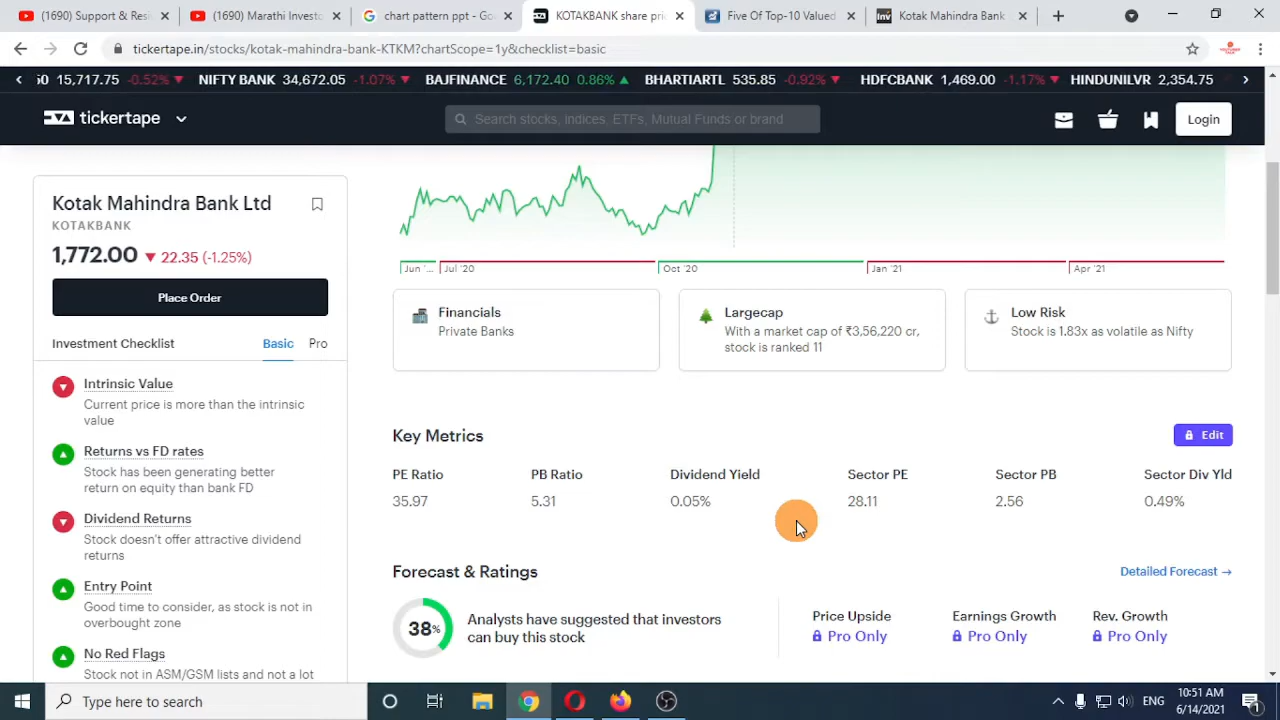 (1690) Support & Res
(1690) Marathi Invest
chart pattern ppt - Go
KOTAKBANK share pri
Five Of Top-10 Valued
Kotak Mahindra Bank
tickertape.in/stocks/kotak-mahindra-bank-KTKM?chartScope=1y&checklist=basic
50 15,717.75 -0.52% ▼ NIFTY BANK 34,672.05 -1.07% ▼ BAJFINANCE 6,172.40 0.86% ▲ BHARTIARTL 535.85 -0.92% ▼ HDFCBANK 1,469.00 -1.17% ▼ HINDUNILVR 2,354.75
tickertape
Search stocks, indices, ETFs, Mutual Funds or brand
Login
Kotak Mahindra Bank Ltd
KOTAKBANK
1,772.00 ▼ 22.35 (-1.25%)
Place Order
Investment Checklist Basic Pro
Intrinsic Value
Current price is more than the intrinsic
value
Returns vs FD rates
Stock has been generating better
return on equity than bank FD
Dividend Returns
Stock doesn't offer attractive dividend
returns
Entry Point
Good time to consider, as stock is not in
overbought zone
No Red Flags
Stock not in ASM/GSM lists and not a lot
Jun '... Jul '20 Oct '20 Jan '21 Apr '21
Financials
Private Banks
Largecap
With a market cap of ₹3,56,220 cr,
stock is ranked 11
Low Risk
Stock is 1.83x as volatile as Nifty
Key Metrics
Edit
PE Ratio PB Ratio Dividend Yield Sector PE Sector PB Sector Div Yld
35.97 5.31 0.05% 28.11 2.56 0.49%
Forecast & Ratings
Detailed Forecast →
38%
Analysts have suggested that investors
can buy this stock
Price Upside Earnings Growth Rev. Growth
Pro Only Pro Only Pro Only
Type here to search
ENG
10:51 AM
6/14/2021
1